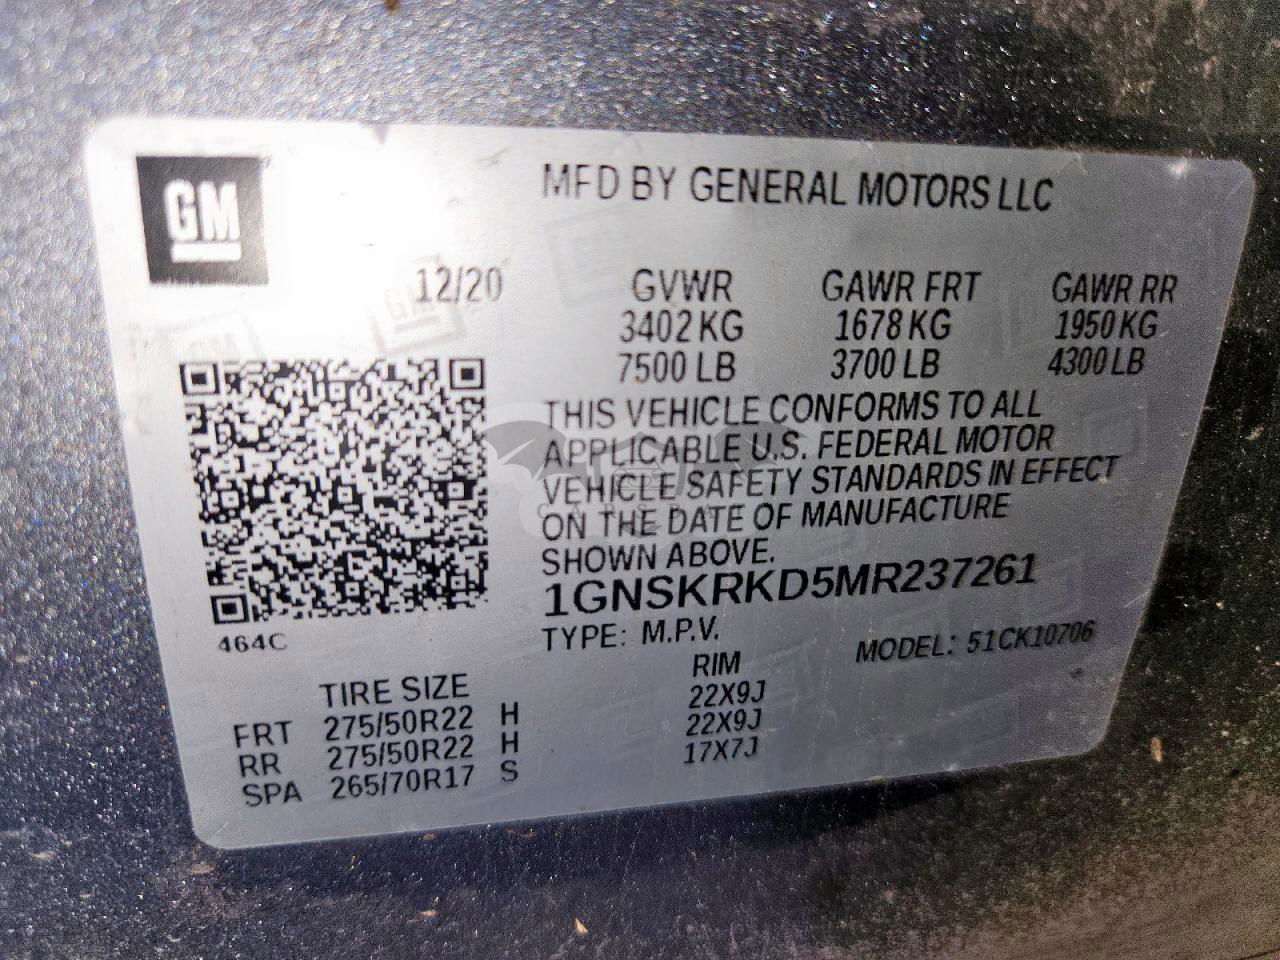 GM
MFD BY GENERAL MOTORS LLC
12/20 GVWR GAWR FRT GAWR RR
3402 KG 1678 KG 1950 KG
7500 LB 3700 LB 4300 LB
THIS VEHICLE CONFORMS TO ALL
APPLICABLE U.S. FEDERAL MOTOR
VEHICLE SAFETY STANDARDS IN EFFECT
ON THE DATE OF MANUFACTURE
SHOWN ABOVE.
1GNSKRKD5MR237261
464C
TYPE: M.P.V. MODEL: 51CK10706
TIRE SIZE RIM
FRT 275/50R22 H 22X9J
RR 275/50R22 H 22X9J
SPA 265/70R17 S 17X7J